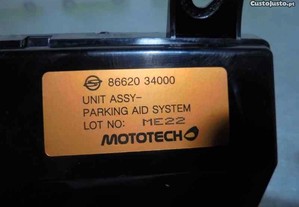 CustoJusto.pt
86620 34000
UNIT ASSY-
PARKING AID SYSTEM
LOT NO: ME22
MOTOTECH